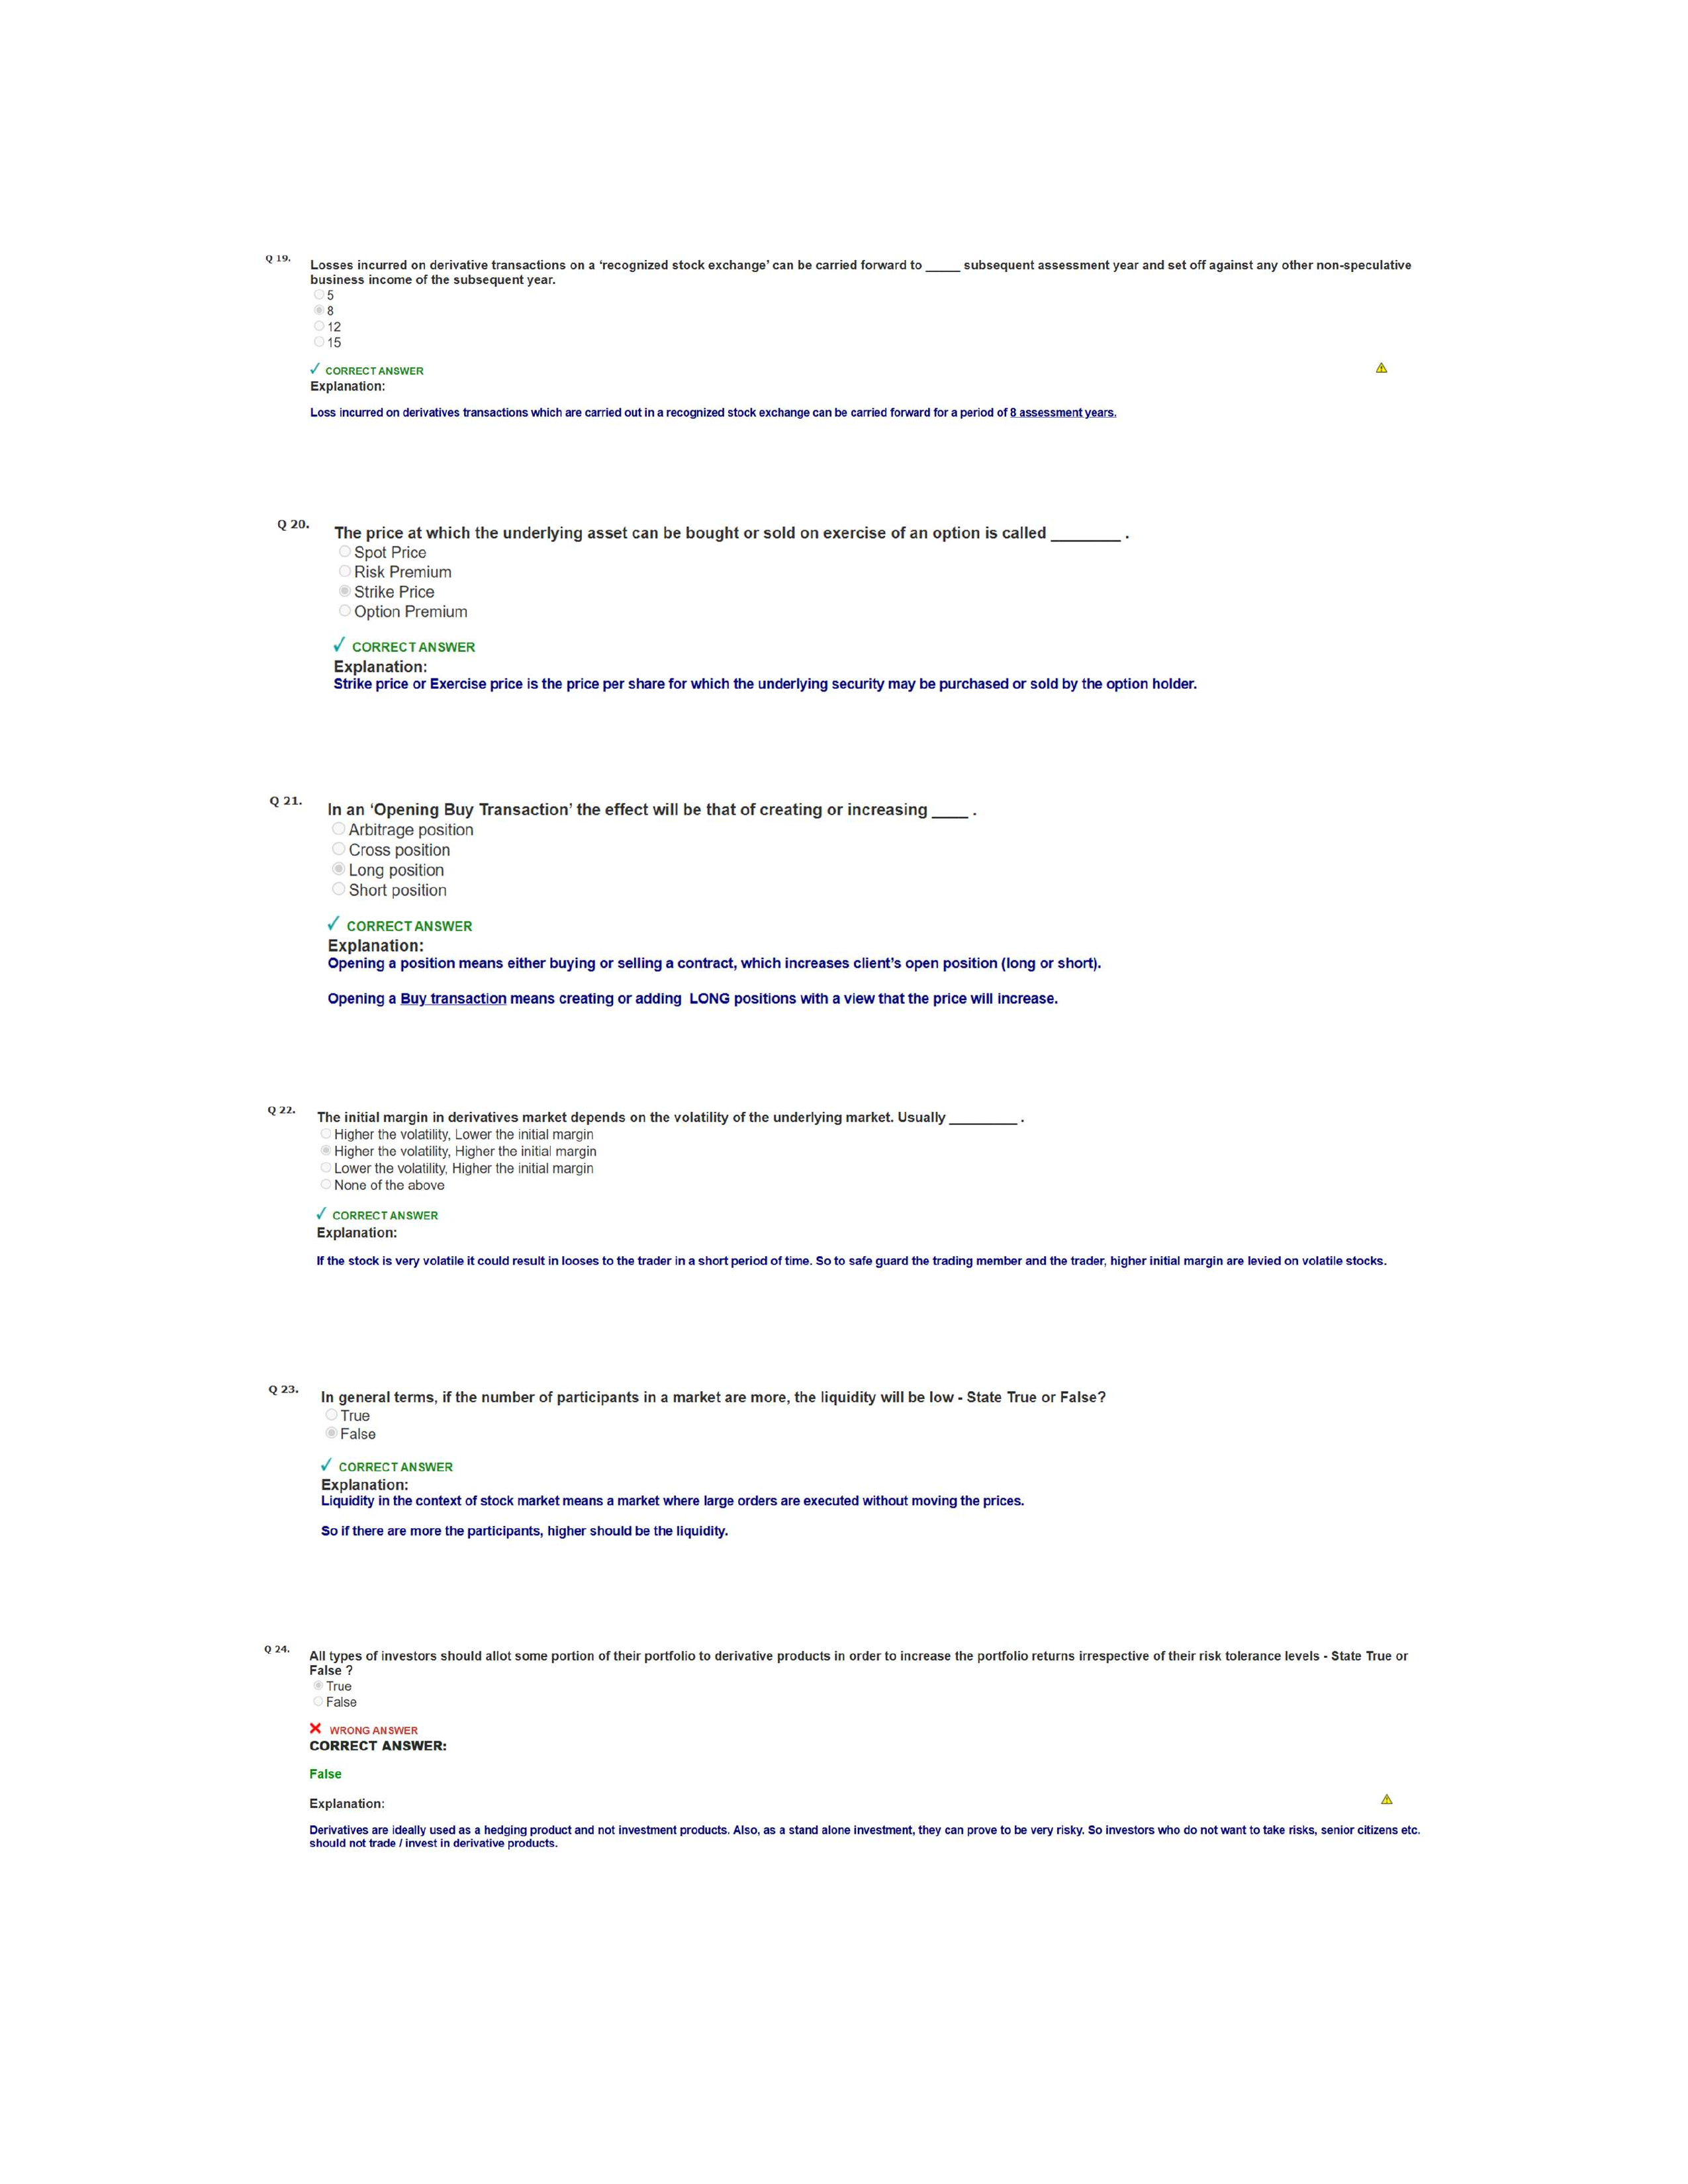 Q 19.
Losses incurred on derivative transactions on a ‘recognized stock exchange’ can be carried forward to _____ subsequent assessment year and set off against any other non-speculative
business income of the subsequent year.
5
8
12
15
✓ CORRECT ANSWER
Explanation:
Loss incurred on derivatives transactions which are carried out in a recognized stock exchange can be carried forward for a period of 8 assessment years.
Q 20.
The price at which the underlying asset can be bought or sold on exercise of an option is called ________ .
Spot Price
Risk Premium
Strike Price
Option Premium
✓ CORRECT ANSWER
Explanation:
Strike price or Exercise price is the price per share for which the underlying security may be purchased or sold by the option holder.
Q 21.
In an ‘Opening Buy Transaction’ the effect will be that of creating or increasing ____ .
Arbitrage position
Cross position
Long position
Short position
✓ CORRECT ANSWER
Explanation:
Opening a position means either buying or selling a contract, which increases client’s open position (long or short).
Opening a Buy transaction means creating or adding LONG positions with a view that the price will increase.
Q 22.
The initial margin in derivatives market depends on the volatility of the underlying market. Usually _________ .
Higher the volatility, Lower the initial margin
Higher the volatility, Higher the initial margin
Lower the volatility, Higher the initial margin
None of the above
✓ CORRECT ANSWER
Explanation:
If the stock is very volatile it could result in looses to the trader in a short period of time. So to safe guard the trading member and the trader, higher initial margin are levied on volatile stocks.
Q 23.
In general terms, if the number of participants in a market are more, the liquidity will be low - State True or False?
True
False
✓ CORRECT ANSWER
Explanation:
Liquidity in the context of stock market means a market where large orders are executed without moving the prices.
So if there are more the participants, higher should be the liquidity.
Q 24.
All types of investors should allot some portion of their portfolio to derivative products in order to increase the portfolio returns irrespective of their risk tolerance levels - State True or
False ?
True
False
✕ WRONG ANSWER
CORRECT ANSWER:
False
Explanation:
Derivatives are ideally used as a hedging product and not investment products. Also, as a stand alone investment, they can prove to be very risky. So investors who do not want to take risks, senior citizens etc.
should not trade / invest in derivative products.